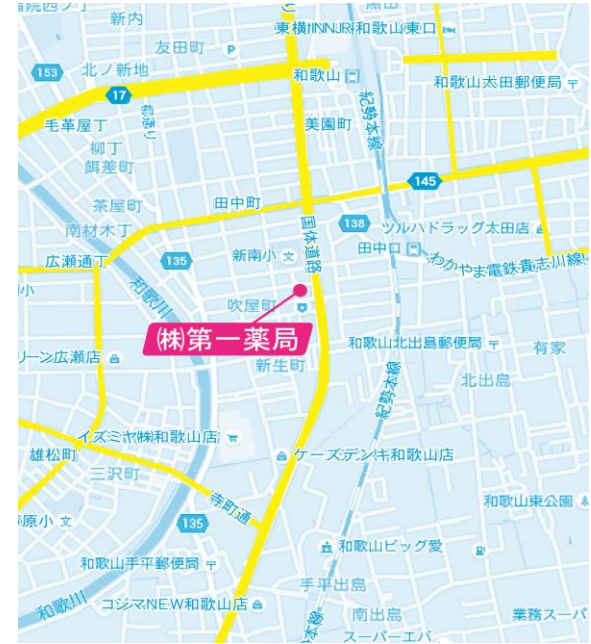 新内
友田町
P
東横INN JR和歌山東口
153
北ノ新地
和歌山
和歌山太田郵便局
17
毛革屋丁
美園町
紀勢本線
柳丁
餌差町
145
茶屋町
田中町
国体道路
138
ツルハドラッグ太田店
南材木丁
135
新南小
文
田中口
広瀬通丁
わかやま電鉄貴志川線
和歌川
吹屋町
㈱第一薬局
和歌山北出島郵便局
有家
リーン広瀬店
新生町
北出島
紀勢本線
イズミヤ㈱和歌山店
雄松町
ケーズデンキ和歌山店
三沢町
寺町通
和歌山東公園
原小
文
135
和歌山ビッグ愛
和歌山手平郵便局
手平出島
和歌川
コジマNEW和歌山店
南出島
業務スーパ
本線
スーパーエバ